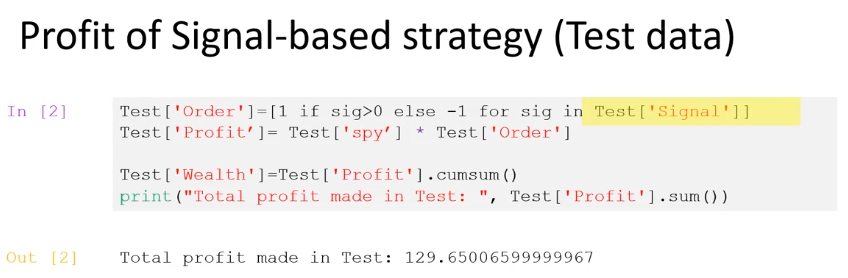 Profit of Signal-based strategy (Test data)
In [2] Test['Order']=[1 if sig>0 else -1 for sig in Test['Signal']]
Test['Profit’]= Test['spy’] * Test['Order']
Test['Wealth']=Test['Profit'].cumsum()
print("Total profit made in Test: ", Test['Profit'].sum())
Out [2] Total profit made in Test: 129.65006599999967